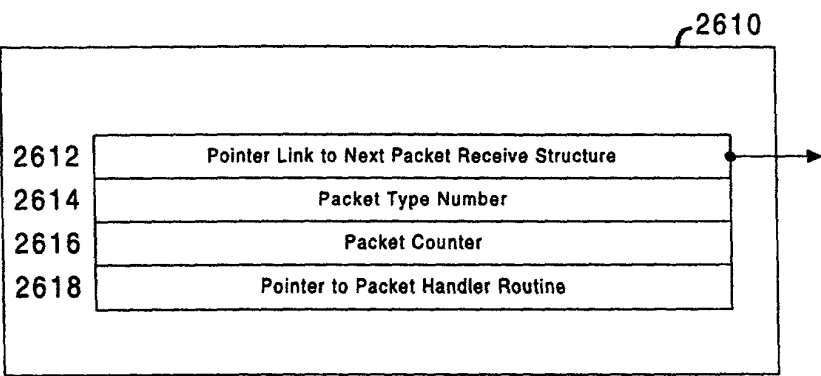 2610
2612 Pointer Link to Next Packet Receive Structure
2614 Packet Type Number
2616 Packet Counter
2618 Pointer to Packet Handler Routine